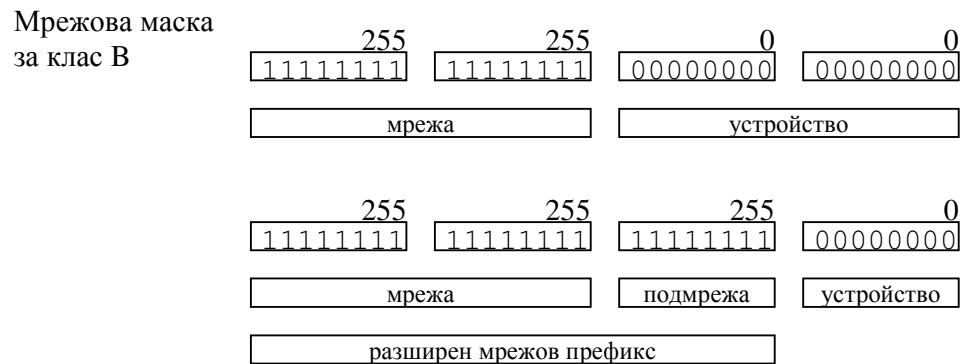 Мрежова маска
за клас B
255 255 0 0
11111111 11111111 00000000 00000000
мрежа устройство
255 255 255 0
11111111 11111111 11111111 00000000
мрежа подмрежа устройство
разширен мрежов префикс